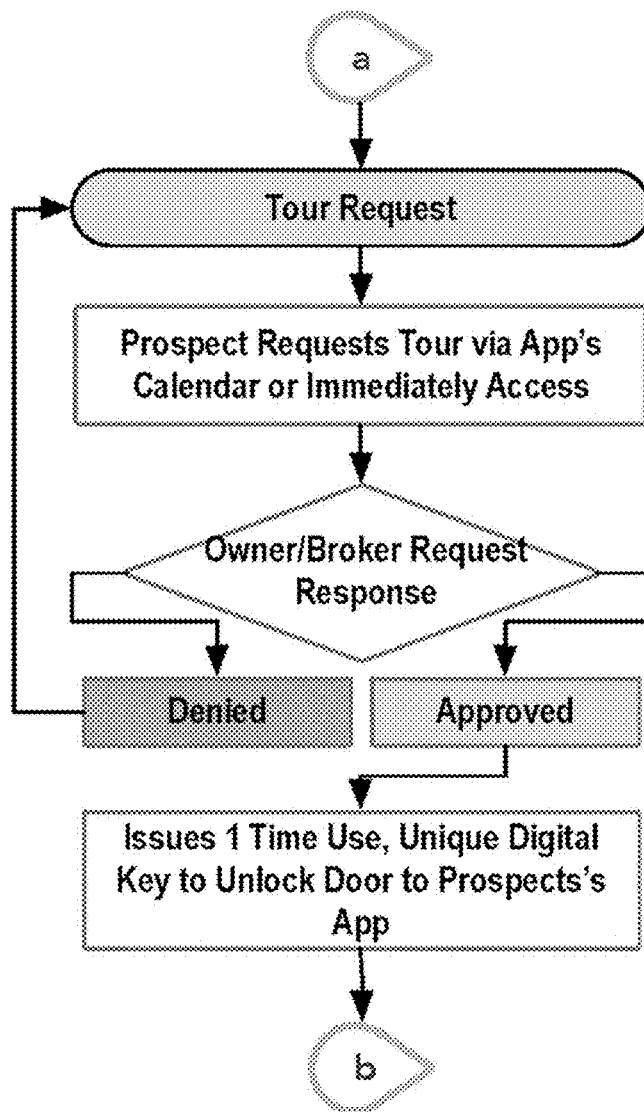 a
Tour Request
Prospect Requests Tour via App's
Calendar or Immediately Access
Owner/Broker Request
Response
Denied
Approved
Issues 1 Time Use, Unique Digital
Key to Unlock Door to Prospects's
App
b